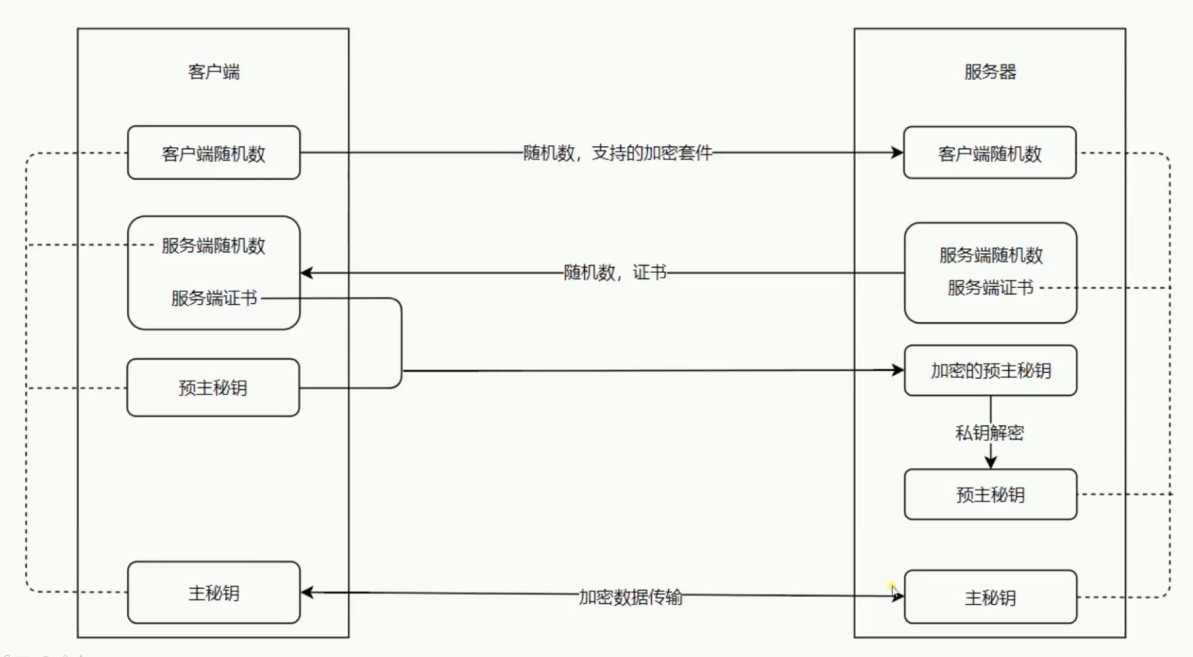 客户端
服务器
客户端随机数
随机数，支持的加密套件
客户端随机数
服务端随机数
服务端证书
随机数，证书
服务端随机数
服务端证书
预主秘钥
加密的预主秘钥
私钥解密
预主秘钥
主秘钥
加密数据传输
主秘钥